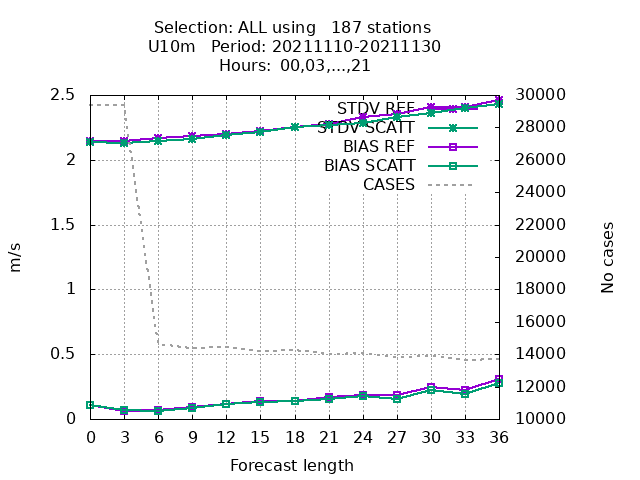 Selection: ALL using   187 stations
U10m   Period: 20211110-20211130
Hours: 00,03,...,21
m/s
No cases
2.5
2
1.5
1
0.5
0
30000
28000
26000
24000
22000
20000
18000
16000
14000
12000
10000
STDV REF
STDV SCATT
BIAS REF
BIAS SCATT
CASES
0 3 6 9 12 15 18 21 24 27 30 33 36
Forecast length